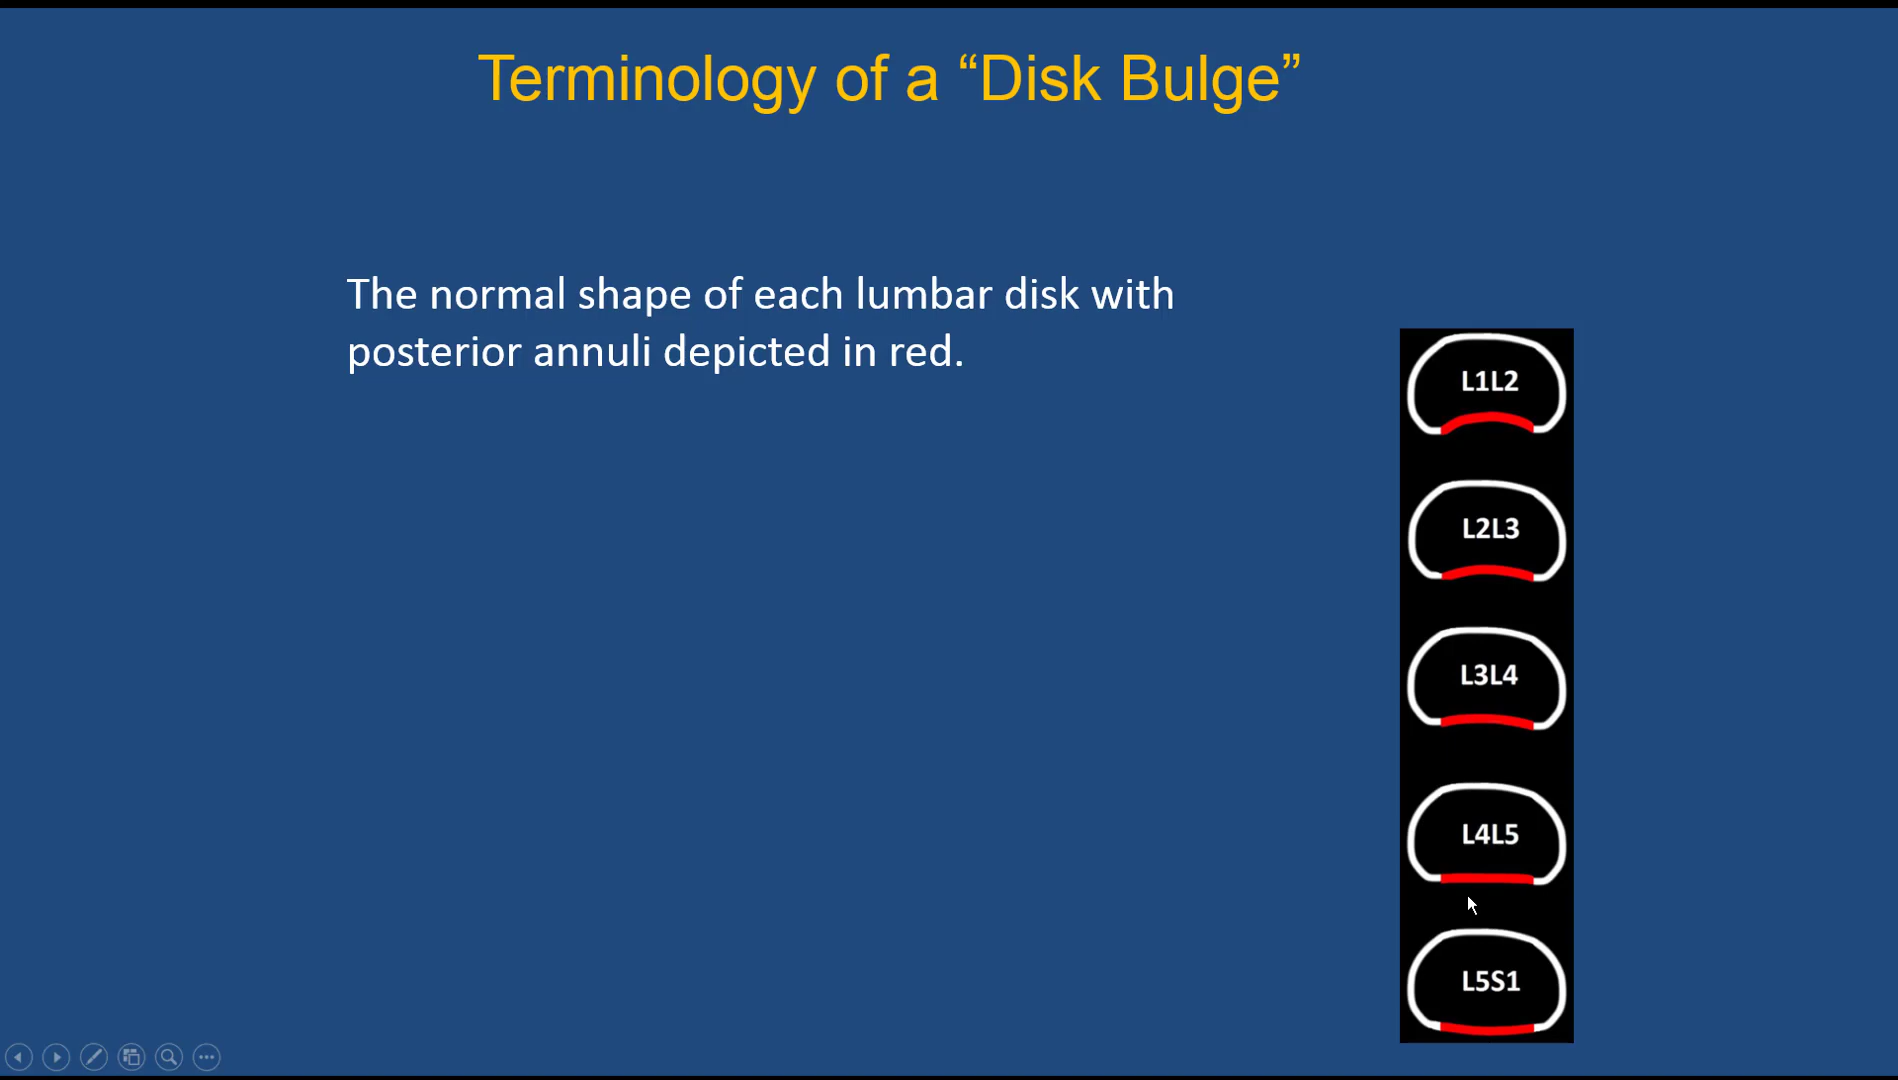 Terminology of a “Disk Bulge”
The normal shape of each lumbar disk with
posterior annuli depicted in red.
L1L2
L2L3
L3L4
L4L5
L5S1